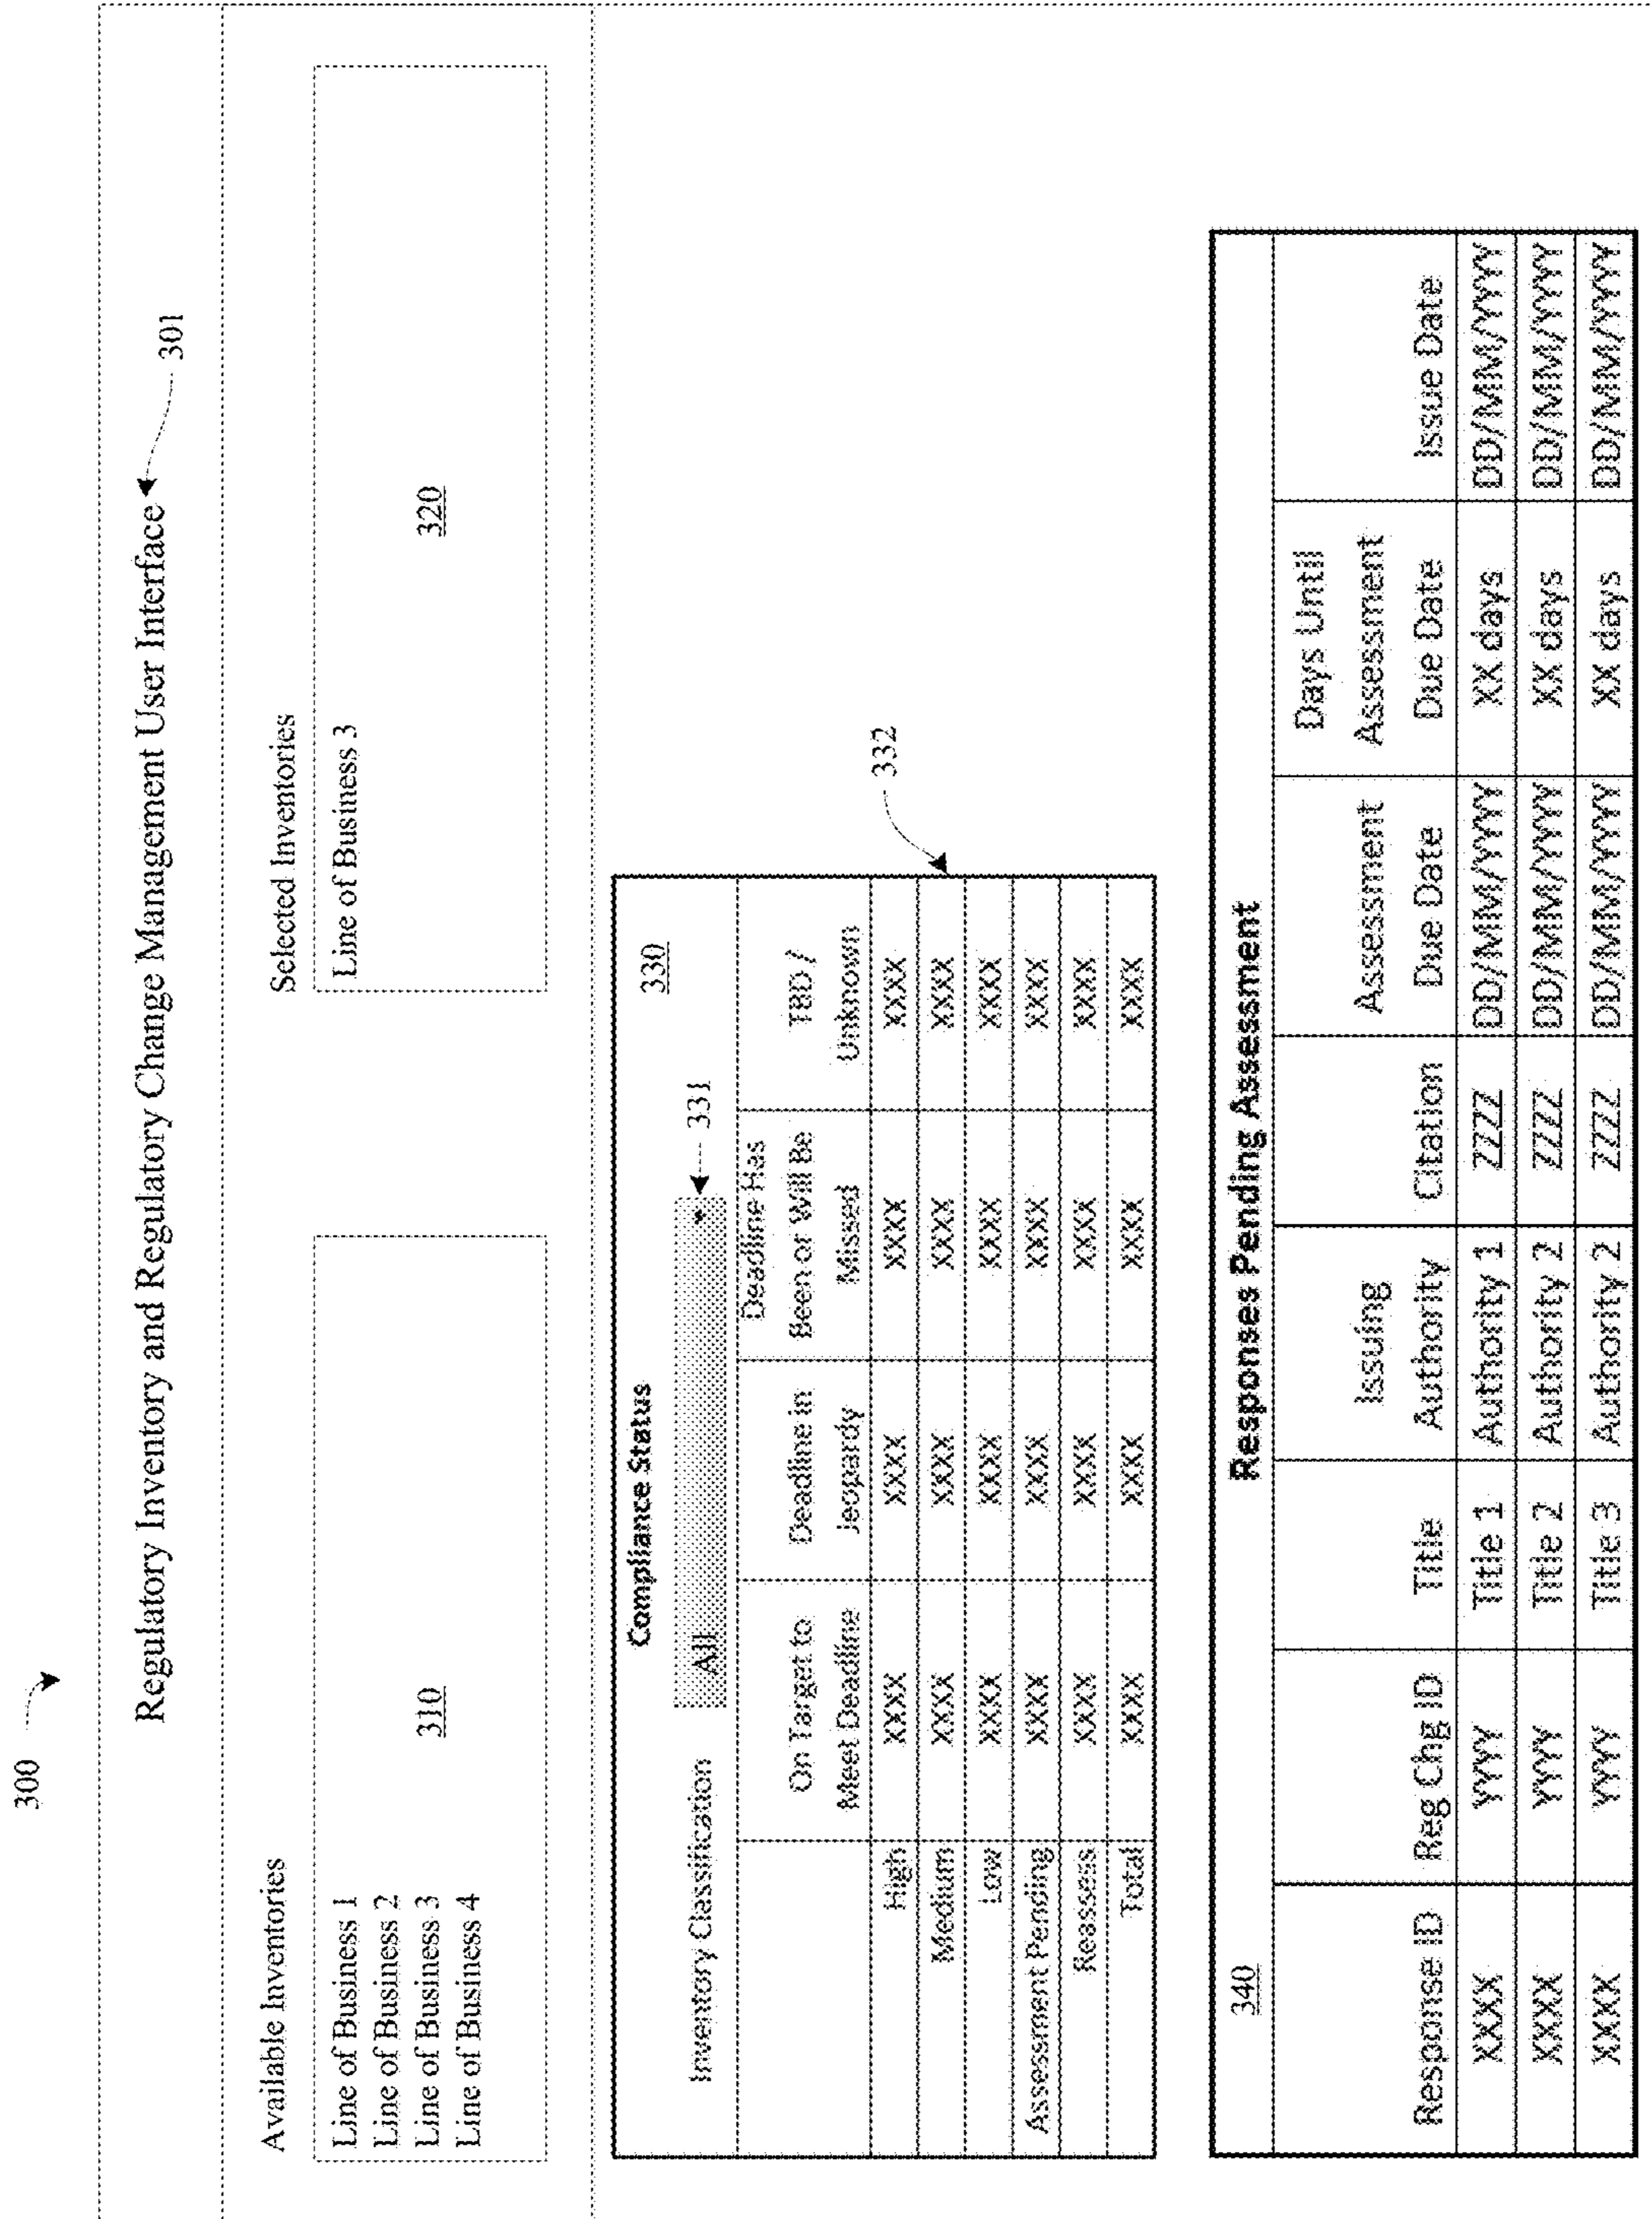 300
Regulatory Inventory and Regulatory Change Management User Interface
301
Available Inventories
Selected Inventories
Line of Business 1
Line of Business 2
Line of Business 3
Line of Business 4
310
Line of Business 3
320
Compliance Status
330
Inventory Classification All
331
On Target to Meet Deadline Deadline in Jeopardy Deadline Has Been or Will Be Missed TBD / Unknown
High XXXX XXXX XXXX XXXX
Medium XXXX XXXX XXXX XXXX
Low XXXX XXXX XXXX XXXX
Assessment Pending XXXX XXXX XXXX XXXX
Reassess XXXX XXXX XXXX XXXX
Total XXXX XXXX XXXX XXXX
332
340
Responses Pending Assessment
Response ID Reg Chg ID Title Issuing Authority Citation Assessment Due Date Days Until Assessment Due Date Issue Date
XXXX YYYY Title 1 Authority 1 ZZZZ DD/MM/YYYY XX days DD/MM/YYYY
XXXX YYYY Title 2 Authority 2 ZZZZ DD/MM/YYYY XX days DD/MM/YYYY
XXXX YYYY Title 3 Authority 2 ZZZZ DD/MM/YYYY XX days DD/MM/YYYY